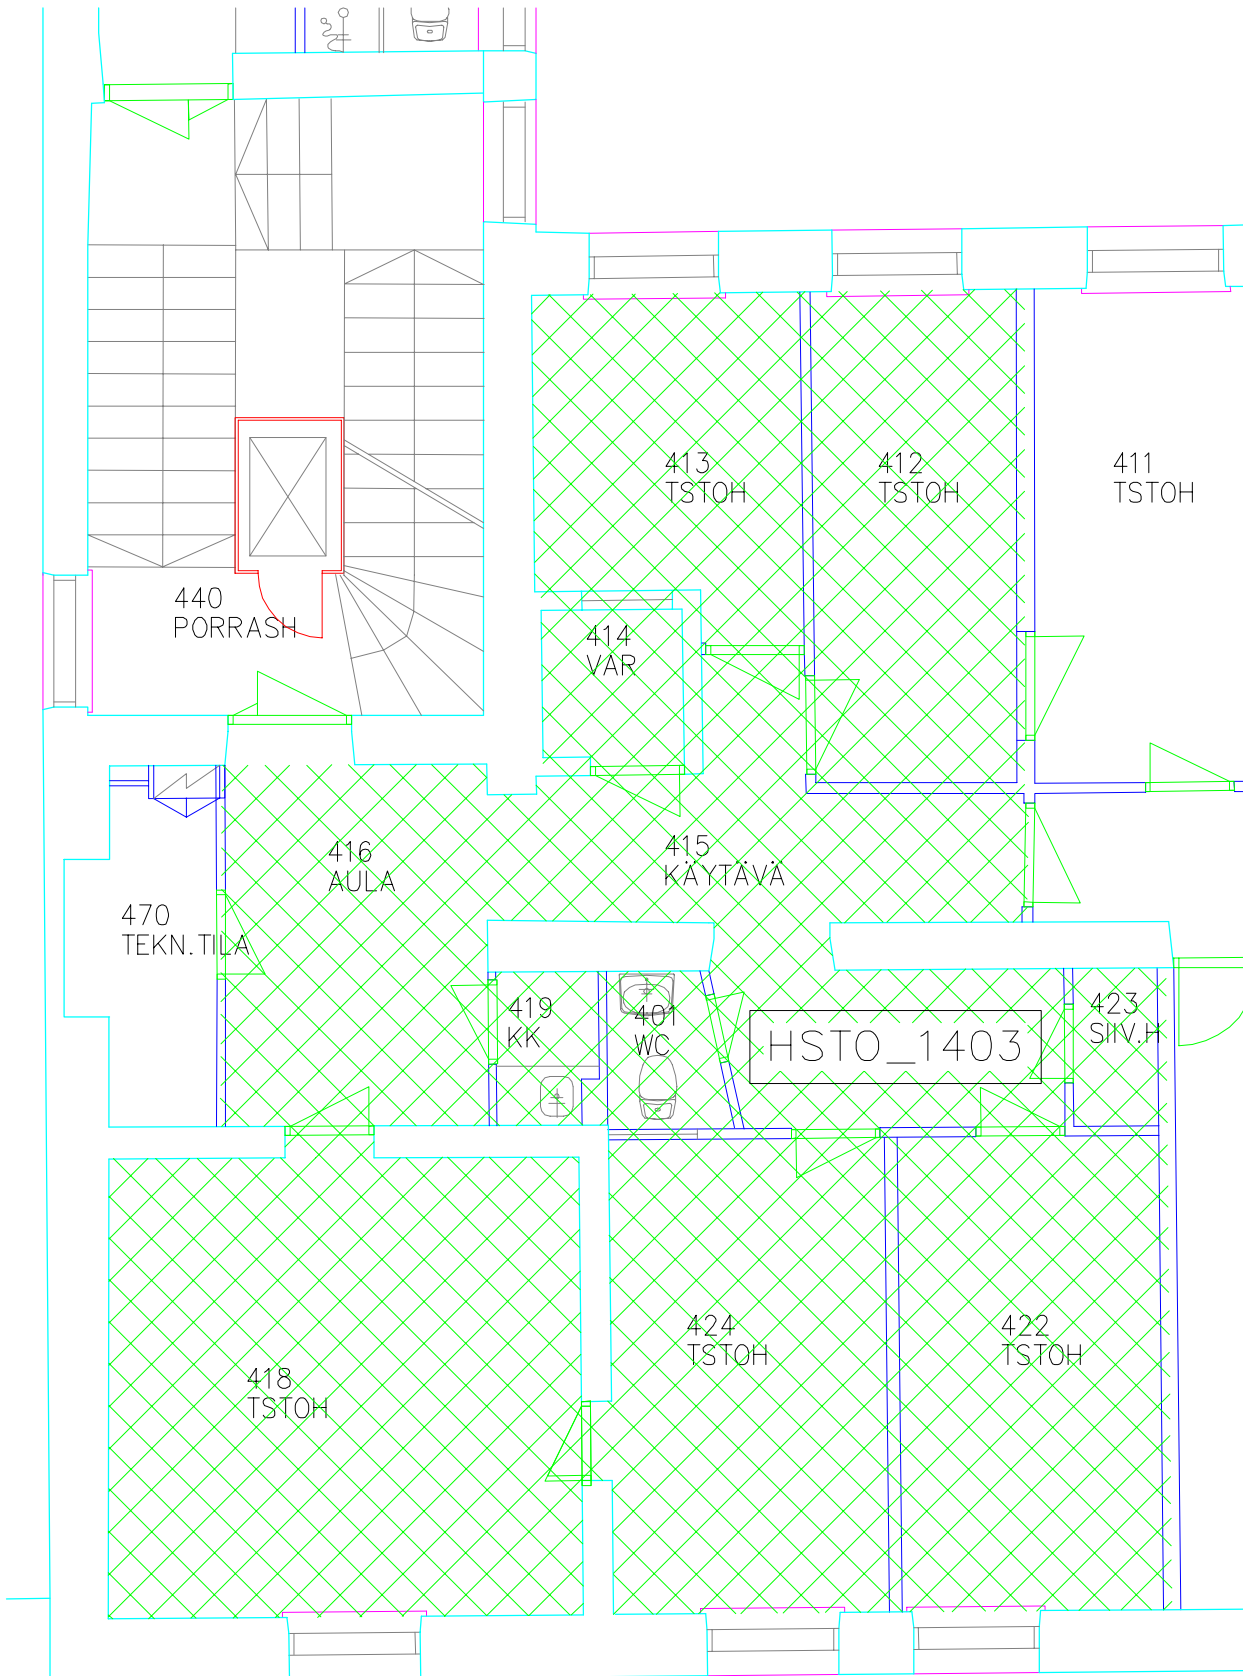 413
TSTOH
412
TSTOH
411
TSTOH
440
PORRASH
414
VAR
416
AULA
415
KÄYTÄVÄ
470
TEKN.TILA
419
KK
401
WC
HSTO_1403
423
SIIV.H
424
TSTOH
422
TSTOH
418
TSTOH